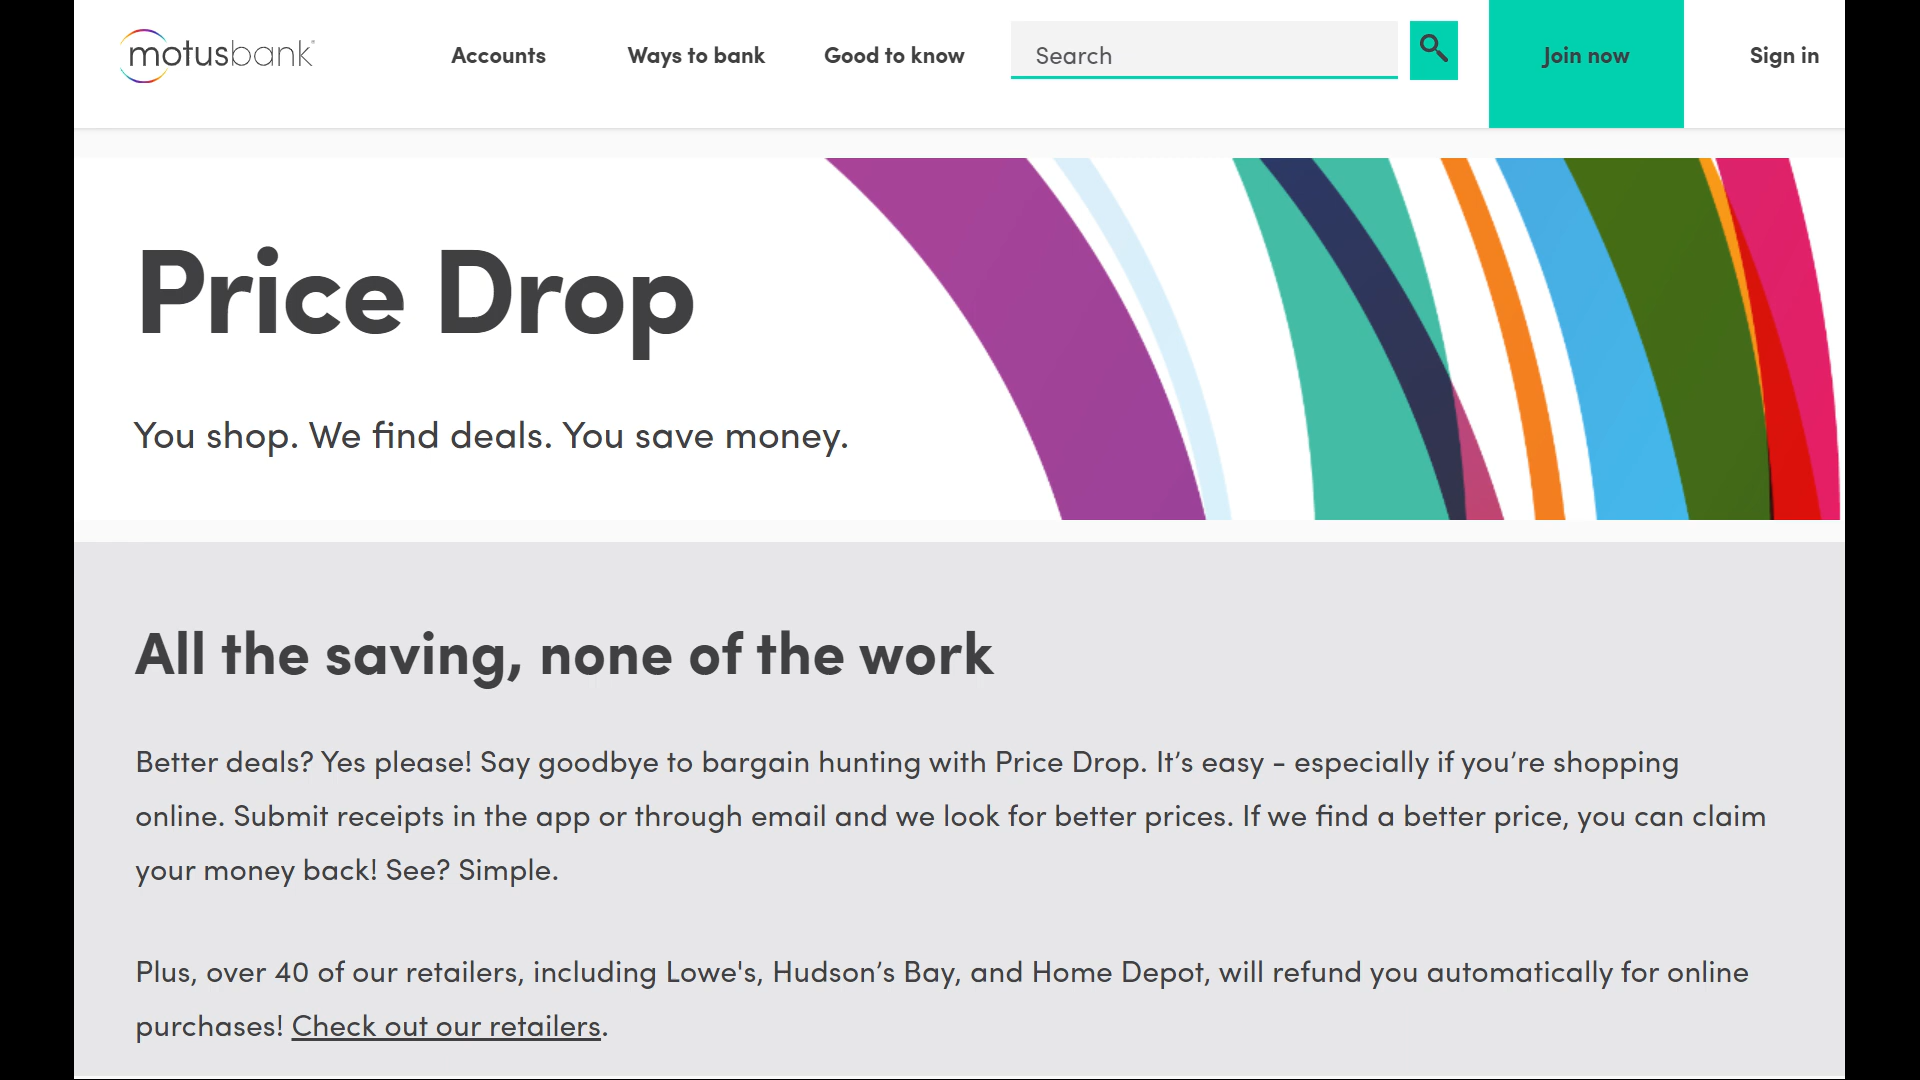 motusbank
Accounts
Ways to bank
Good to know
Search
Join now
Sign in
Price Drop
You shop. We find deals. You save money.
All the saving, none of the work
Better deals? Yes please! Say goodbye to bargain hunting with Price Drop. It’s easy - especially if you’re shopping
online. Submit receipts in the app or through email and we look for better prices. If we find a better price, you can claim
your money back! See? Simple.
Plus, over 40 of our retailers, including Lowe's, Hudson’s Bay, and Home Depot, will refund you automatically for online
purchases! Check out our retailers.